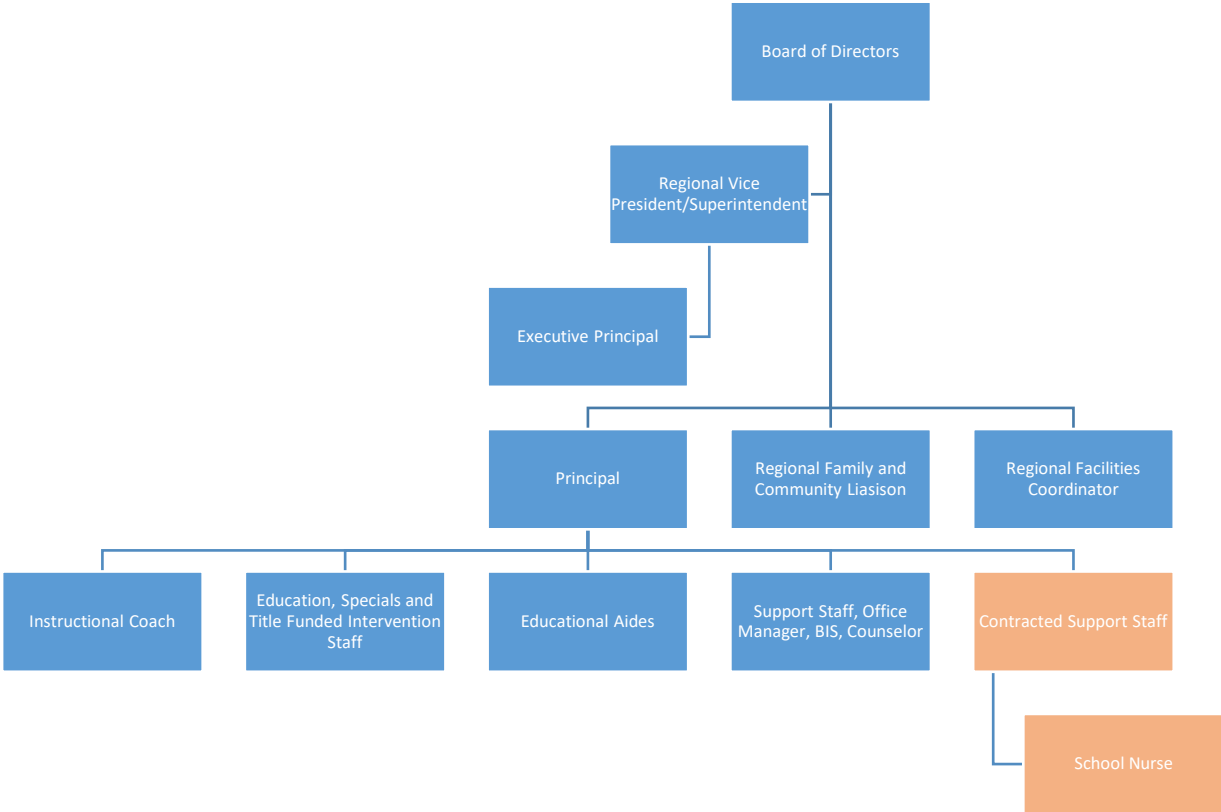 Board of Directors
Regional Vice
President/Superintendent
Executive Principal
Principal
Regional Family and
Community Liasison
Regional Facilities
Coordinator
Instructional Coach
Education, Specials and
Title Funded Intervention
Staff
Educational Aides
Support Staff, Office
Manager, BIS, Counselor
Contracted Support Staff
School Nurse